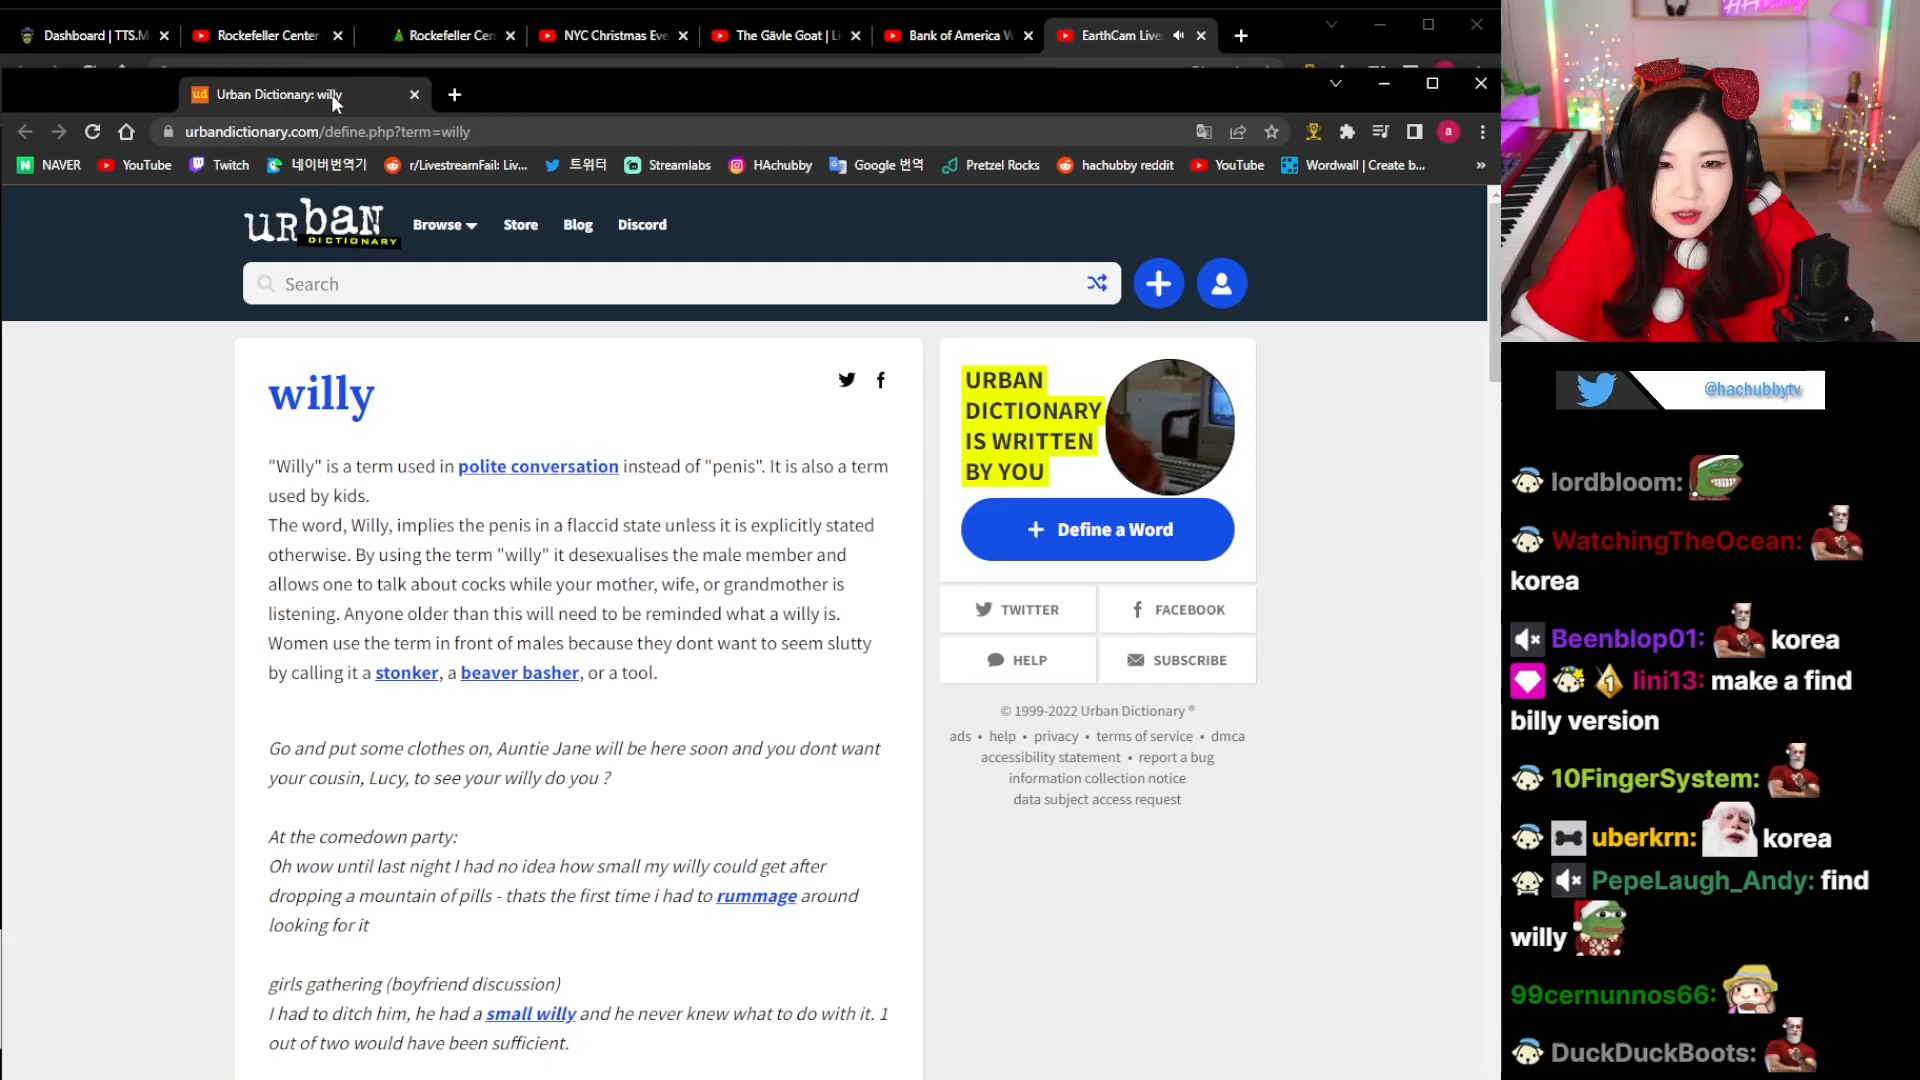 Dashboard | TTS.M
Rockefeller Center
Rockefeller Cen
NYC Christmas Eve
The Gävle Goat | Li
Bank of America W
EarthCam Live:
Urban Dictionary: willy
urbandictionary.com/define.php?term=willy
NAVER
YouTube
Twitch
네이버번역기
r/LivestreamFail: Liv...
트위터
Streamlabs
HAchubby
Google 번역
Pretzel Rocks
hachubby reddit
YouTube
Wordwall | Create b...
»
urban
DICTIONARY
Browse
Store
Blog
Discord
Search
willy
"Willy" is a term used in polite conversation instead of "penis". It is also a term
used by kids.
The word, Willy, implies the penis in a flaccid state unless it is explicitly stated
otherwise. By using the term "willy" it desexualises the male member and
allows one to talk about cocks while your mother, wife, or grandmother is
listening. Anyone older than this will need to be reminded what a willy is.
Women use the term in front of males because they dont want to seem slutty
by calling it a stonker, a beaver basher, or a tool.
Go and put some clothes on, Auntie Jane will be here soon and you dont want
your cousin, Lucy, to see your willy do you ?
At the comedown party:
Oh wow until last night I had no idea how small my willy could get after
dropping a mountain of pills - thats the first time i had to rummage around
looking for it
girls gathering (boyfriend discussion)
I had to ditch him, he had a small willy and he never knew what to do with it. 1
out of two would have been sufficient.
URBAN
DICTIONARY
IS WRITTEN
BY YOU
+ Define a Word
TWITTER
FACEBOOK
HELP
SUBSCRIBE
© 1999-2022 Urban Dictionary ®
ads • help • privacy • terms of service • dmca
accessibility statement • report a bug
information collection notice
data subject access request
@hachubbytv
lordbloom:
WatchingTheOcean:
korea
Beenblop01: korea
lini13: make a find
billy version
10FingerSystem:
uberkrn: korea
PepeLaugh_Andy: find
willy
99cernunnos66:
DuckDuckBoots: